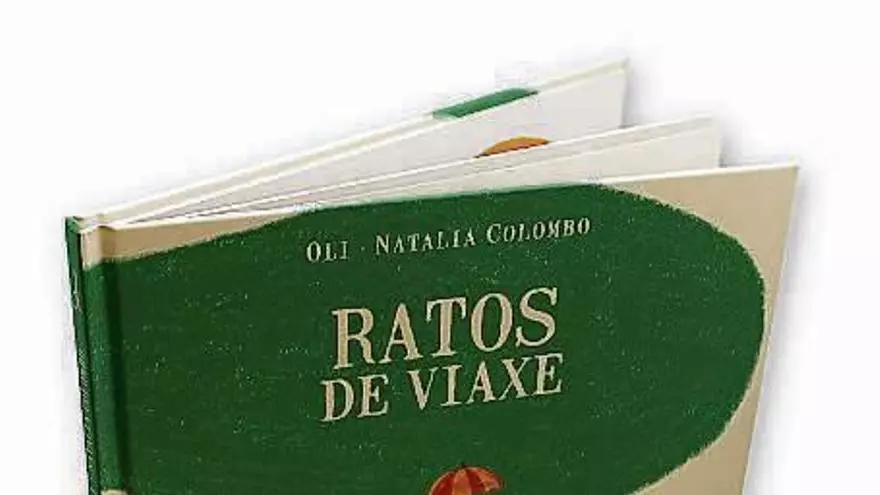 OLI · NATALIA COLOMBO
RATOS
DE VIAXE